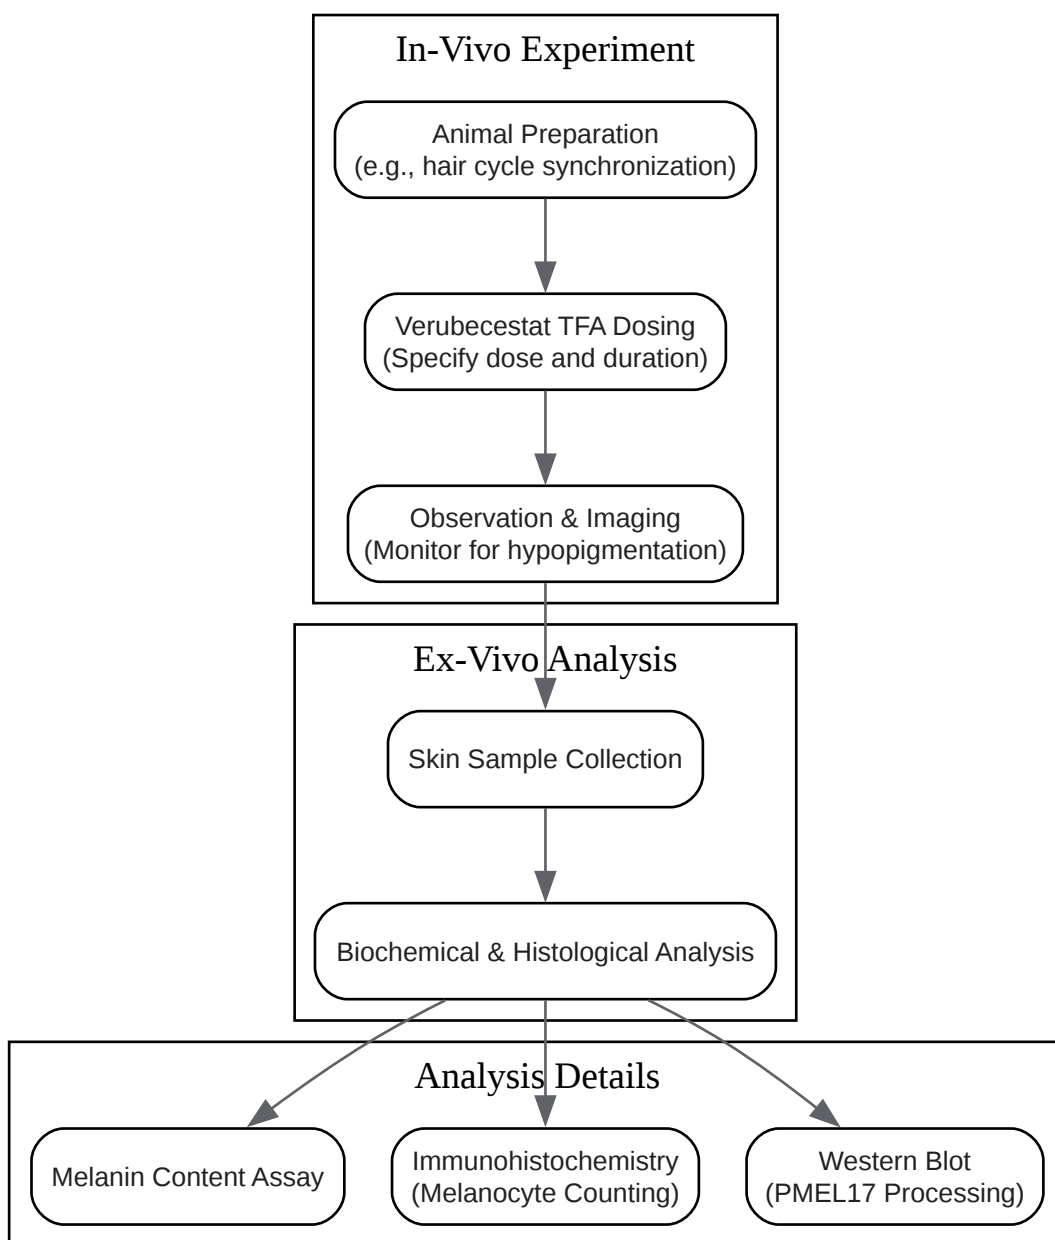 In-Vivo Experiment
Animal Preparation
(e.g., hair cycle synchronization)
Verubecestat TFA Dosing
(Specify dose and duration)
Observation & Imaging
(Monitor for hypopigmentation)
Ex-Vivo Analysis
Skin Sample Collection
Biochemical & Histological Analysis
Analysis Details
Melanin Content Assay
Immunohistochemistry
(Melanocyte Counting)
Western Blot
(PMEL17 Processing)